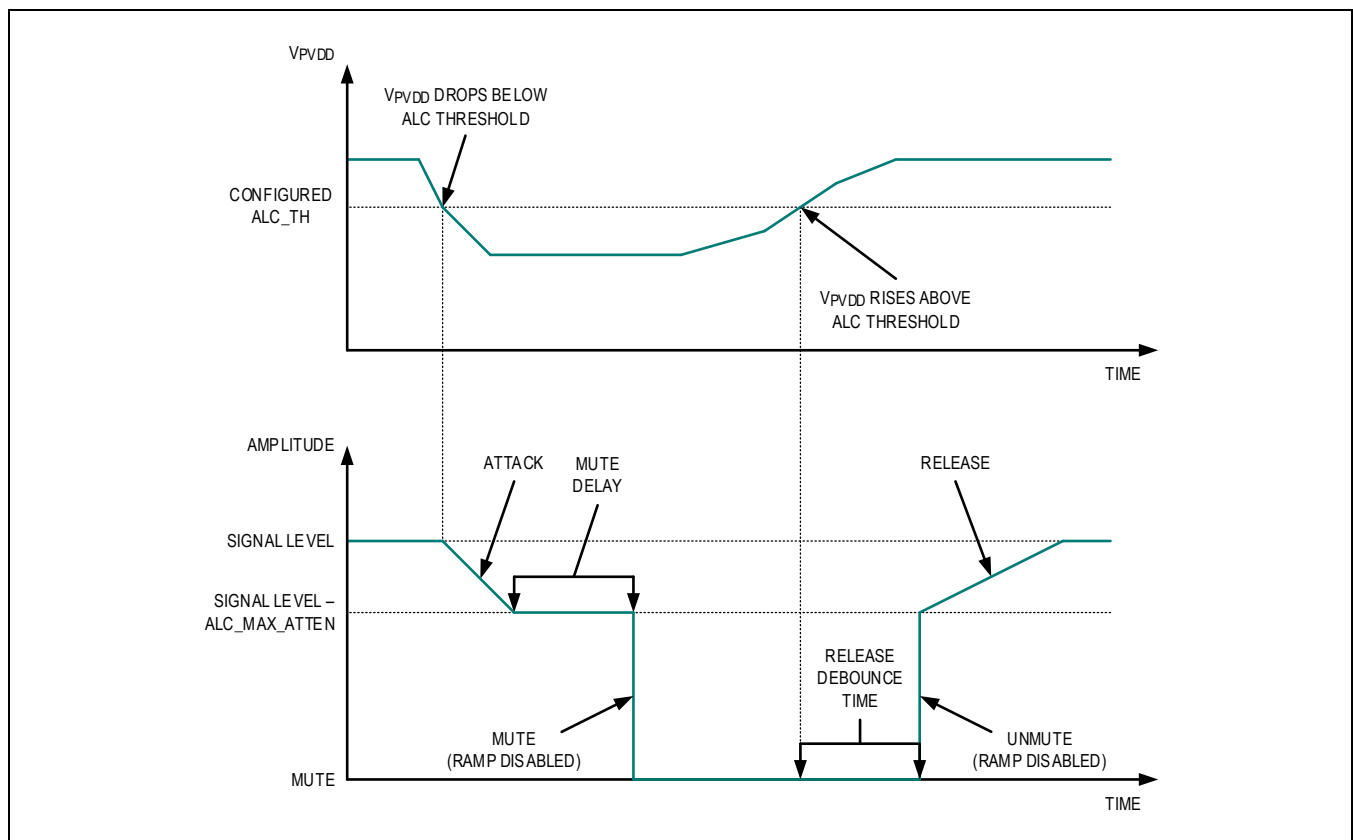 VPVDD
VPVDD DROPS BELOW
ALC THRESHOLD
CONFIGURED
ALC_TH
VPVDD RISES ABOVE
ALC THRESHOLD
TIME
AMPLITUDE
ATTACK
MUTE
DELAY
RELEASE
SIGNAL LEVEL
SIGNAL LEVEL –
ALC_MAX_ATTEN
RELEASE
DEBOUNCE
TIME
MUTE
(RAMP DISABLED)
UNMUTE
(RAMP DISABLED)
MUTE
TIME